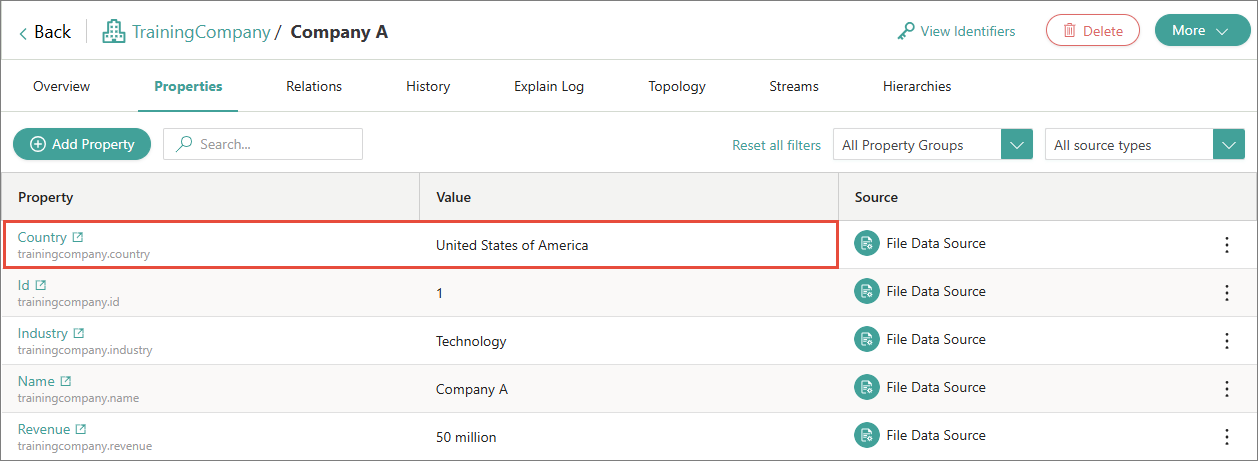 Back TrainingCompany / Company A View Identifiers Delete More
Overview Properties Relations History Explain Log Topology Streams Hierarchies
Add Property Search... Reset all filters All Property Groups All source types
Property Value Source
Country United States of America File Data Source
trainingcompany.country
Id 1 File Data Source
trainingcompany.id
Industry Technology File Data Source
trainingcompany.industry
Name Company A File Data Source
trainingcompany.name
Revenue 50 million File Data Source
trainingcompany.revenue